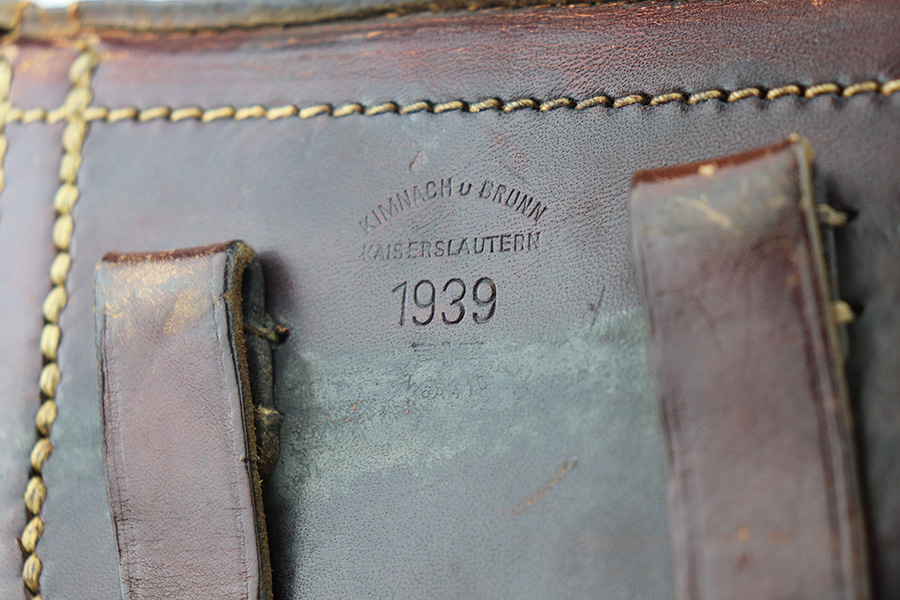 KIMNACH u BRUNN
KAISERSLAUTERN
1939